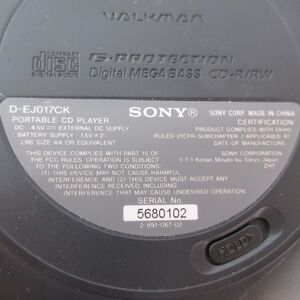 WALKMAN
COMPACT
disc
DIGITAL AUDIO
G-PROTECTION
Digital MEGABASS CD-R/RW
D-EJ017CK
PORTABLE CD PLAYER
DC ⎓ 4.5V ⎓ EXTERNAL DC SUPPLY
BATTERY SUPPLY 1.5V × 2
LR6 SIZE AA OR EQUIVALENT
SONY®
SONY CORP. MADE IN CHINA
CERTIFICATION
PRODUCT COMPLIES WITH DHHS
RULES-21CFR SUBCHAPTER J APPLICABLE AT
DATE OF MANUFACTURE.
SONY CORPORATION
1-7-1 Konan Minato-ku, Tokyo, Japan
ZHT
THIS DEVICE COMPLIES WITH PART 15 OF
THE FCC RULES. OPERATION IS SUBJECT
TO THE FOLLOWING TWO CONDITIONS:
(1) THIS DEVICE MAY NOT CAUSE HARMFUL
INTERFERENCE, AND (2) THIS DEVICE MUST ACCEPT
ANY INTERFERENCE RECEIVED, INCLUDING
INTERFERENCE THAT MAY CAUSE UNDESIRED OPERATION.
SERIAL No.
5680102
2-891-067-02
HOLD